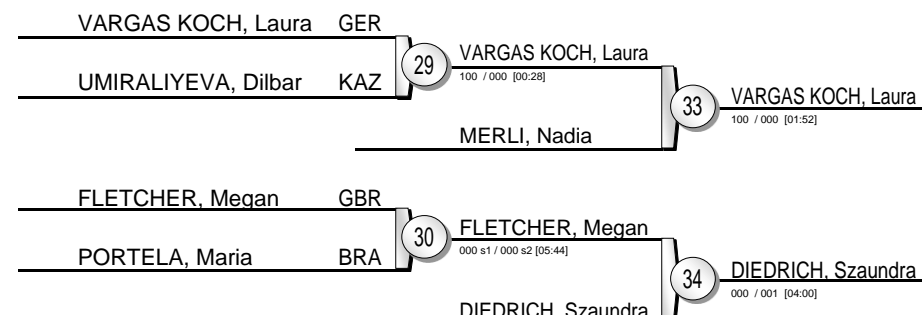 VARGAS KOCH, Laura GER
UMIRALIYEVA, Dilbar KAZ
29
VARGAS KOCH, Laura
100 / 000 [00:28]
MERLI, Nadia
33
VARGAS KOCH, Laura
100 / 000 [01:52]
FLETCHER, Megan GBR
PORTELA, Maria BRA
30
FLETCHER, Megan
000 s1 / 000 s2 [05:44]
DIEDRICH, Szaundra
34
DIEDRICH, Szaundra
000 / 001 [04:00]